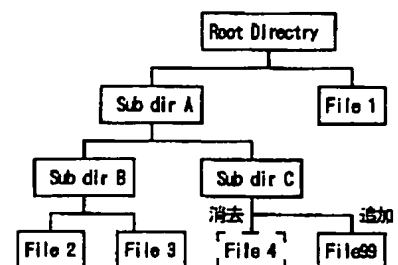 Root Directry
Sub dir A
File 1
Sub dir B
Sub dir C
消去
追加
File 2
File 3
File 4
File99